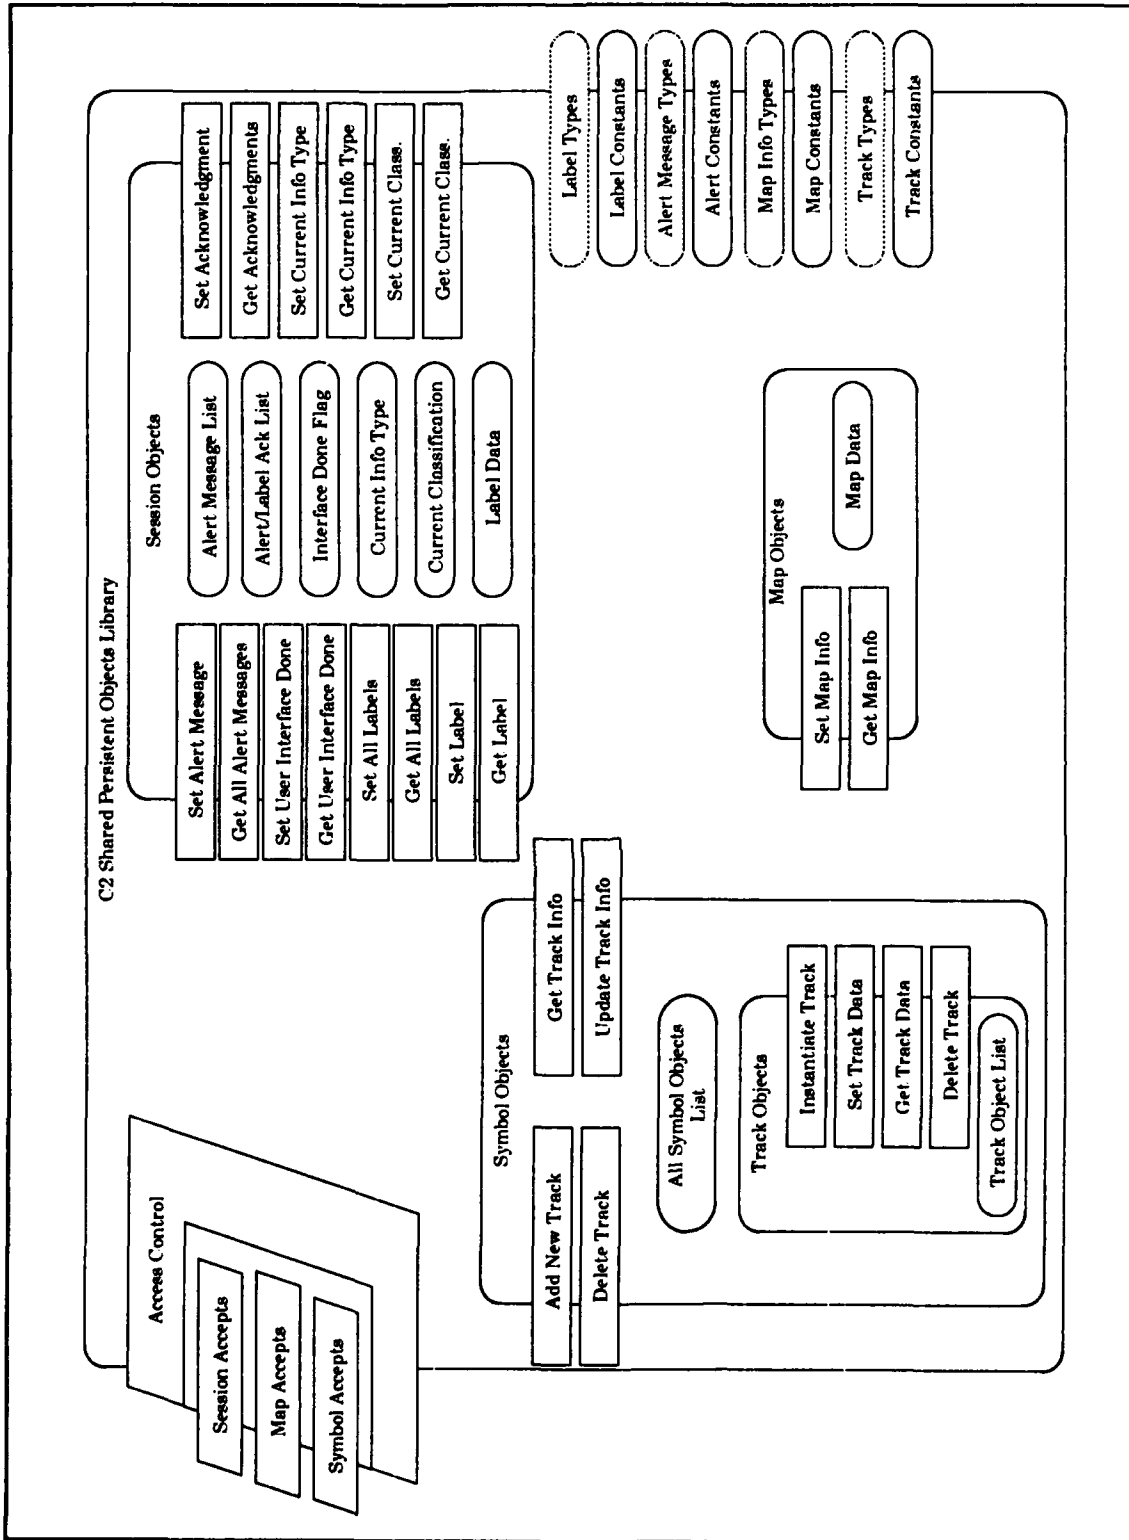 C2 Shared Persistent Objects Library
Access Control
Session Accepts
Map Accepts
Symbol Accepts
Session Objects
Set Alert Message
Get All Alert Messages
Set User Interface Done
Get User Interface Done
Set All Labels
Get All Labels
Set Label
Get Label
Alert Message List
Alert/Label Ack List
Interface Done Flag
Current Info Type
Current Classification
Label Data
Set Acknowledgment
Get Acknowledgments
Set Current Info Type
Get Current Info Type
Set Current Class.
Get Current Class.
Symbol Objects
Add New Track
Delete Track
Get Track Info
Update Track Info
All Symbol Objects
List
Track Objects
Instantiate Track
Set Track Data
Get Track Data
Delete Track
Track Object List
Map Objects
Set Map Info
Get Map Info
Map Data
Label Types
Label Constants
Alert Message Types
Alert Constants
Map Info Types
Map Constants
Track Types
Track Constants